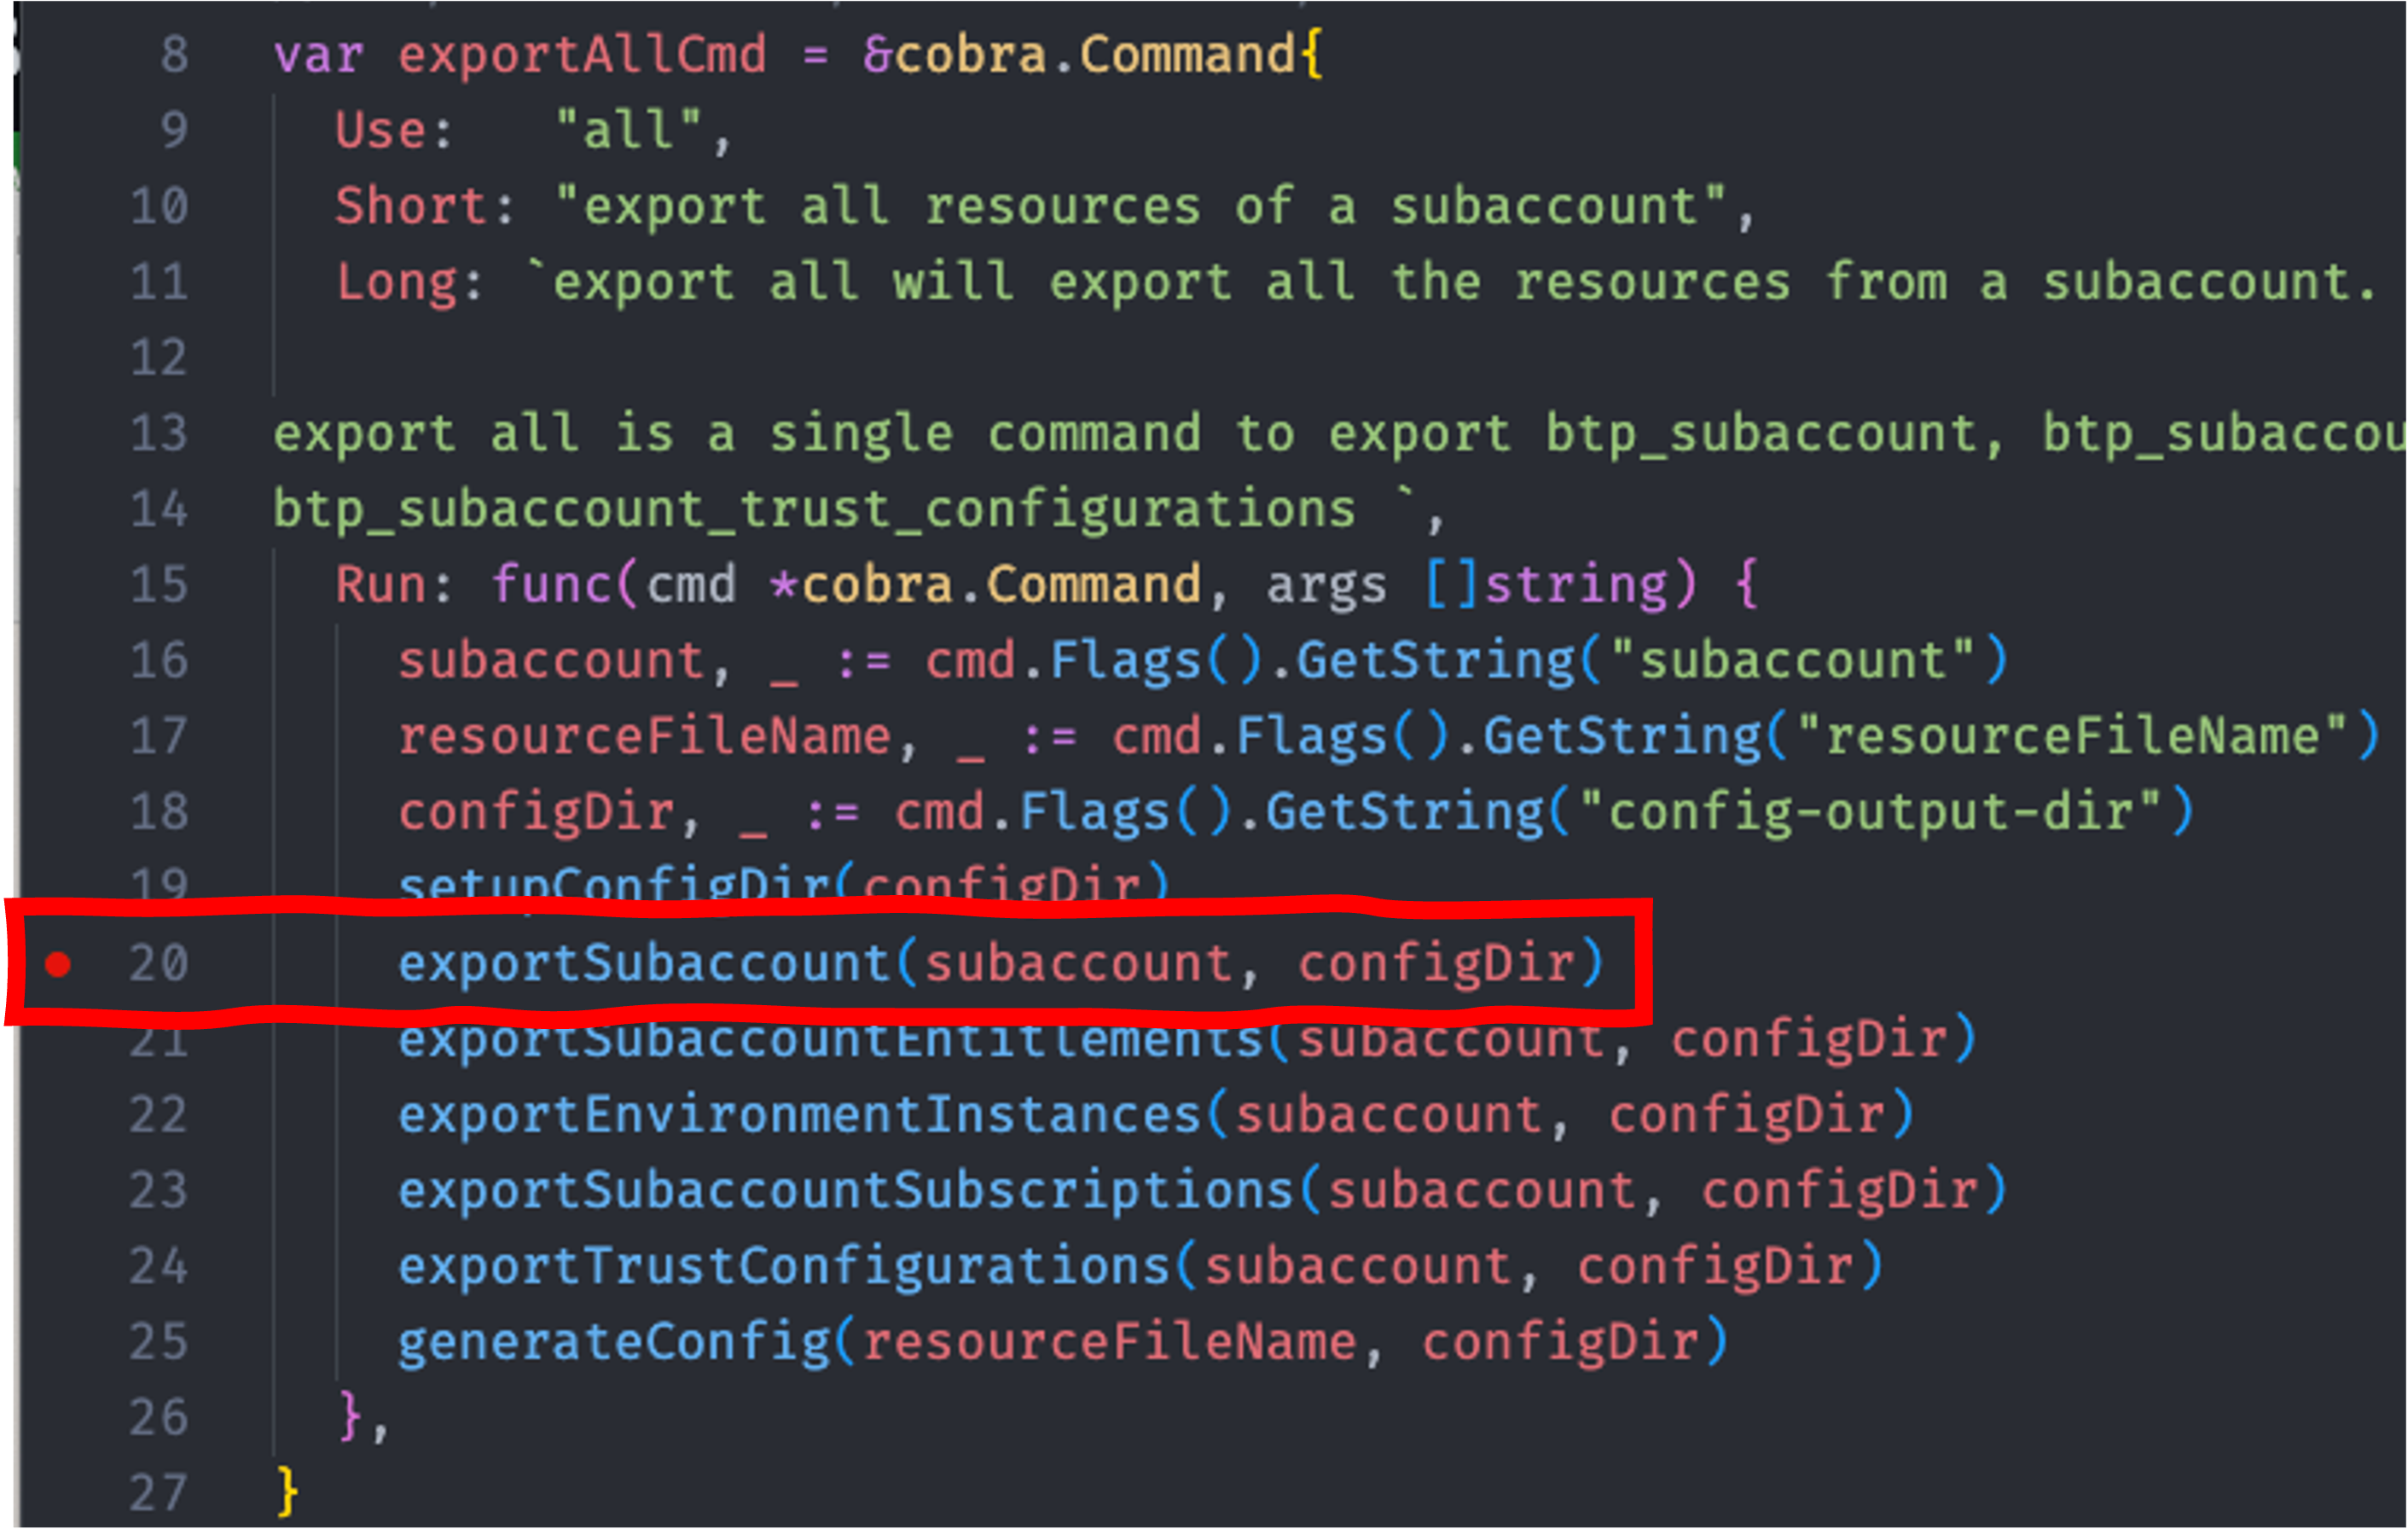 8 var exportAllCmd = &cobra.Command{
9 Use: "all",
10 Short: "export all resources of a subaccount",
11 Long: `export all will export all the resources from a subaccount.
12
13 export all is a single command to export btp_subaccount, btp_subaccou
14 btp_subaccount_trust_configurations `,
15 Run: func(cmd *cobra.Command, args []string) {
16 subaccount, _ := cmd.Flags().GetString("subaccount")
17 resourceFileName, _ := cmd.Flags().GetString("resourceFileName")
18 configDir, _ := cmd.Flags().GetString("config-output-dir")
19 setupConfigDir(configDir)
20 exportSubaccount(subaccount, configDir)
21 exportSubaccountEntitlements(subaccount, configDir)
22 exportEnvironmentInstances(subaccount, configDir)
23 exportSubaccountSubscriptions(subaccount, configDir)
24 exportTrustConfigurations(subaccount, configDir)
25 generateConfig(resourceFileName, configDir)
26 },
27 }